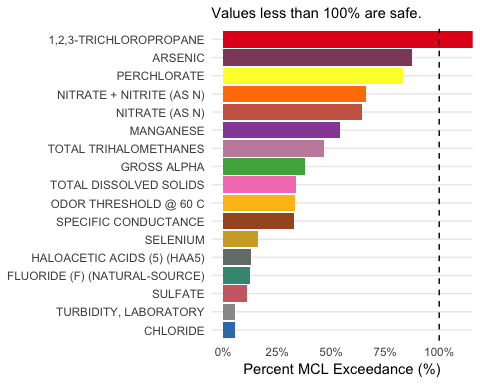 Values less than 100% are safe.
1,2,3-TRICHLOROPROPANE
ARSENIC
PERCHLORATE
NITRATE + NITRITE (AS N)
NITRATE (AS N)
MANGANESE
TOTAL TRIHALOMETHANES
GROSS ALPHA
TOTAL DISSOLVED SOLIDS
ODOR THRESHOLD @ 60 C
SPECIFIC CONDUCTANCE
SELENIUM
HALOACETIC ACIDS (5) (HAA5)
FLUORIDE (F) (NATURAL-SOURCE)
SULFATE
TURBIDITY, LABORATORY
CHLORIDE
0% 25% 50% 75% 100%
Percent MCL Exceedance (%)